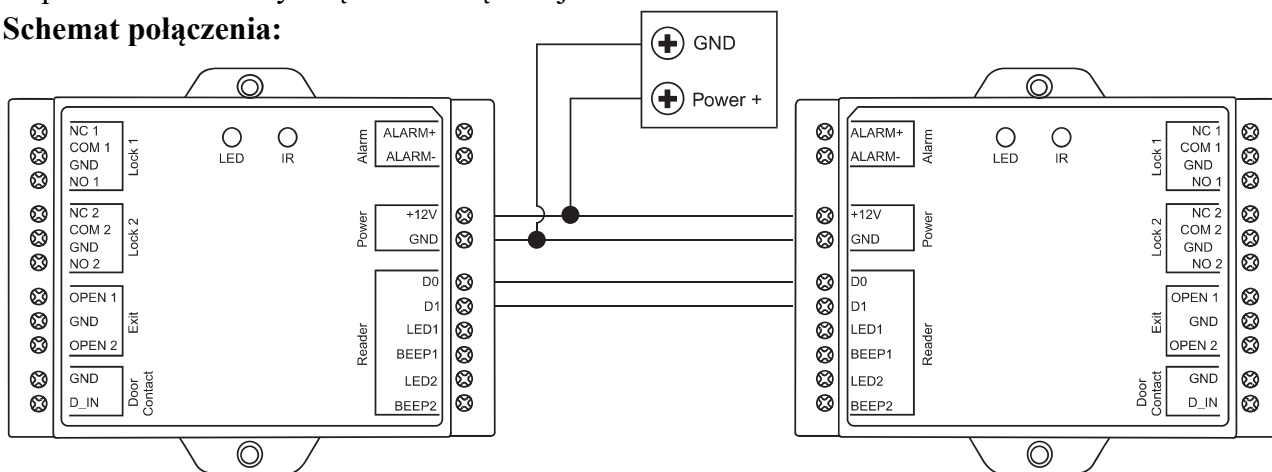 Schemat połączenia:
GND
Power +
NC 1
COM 1
GND
NO 1
Lock 1
NC 2
COM 2
GND
NO 2
Lock 2
OPEN 1
GND
OPEN 2
Exit
GND
D_IN
Door
Contact
LED
IR
Alarm
ALARM+
ALARM-
Power
+12V
GND
Reader
D0
D1
LED1
BEEP1
LED2
BEEP2
ALARM+
ALARM-
Alarm
+12V
GND
Power
D0
D1
LED1
BEEP1
LED2
BEEP2
Reader
LED
IR
Lock 1
NC 1
COM 1
GND
NO 1
Lock 2
NC 2
COM 2
GND
NO 2
Exit
OPEN 1
GND
OPEN 2
Door
Contact
GND
D_IN